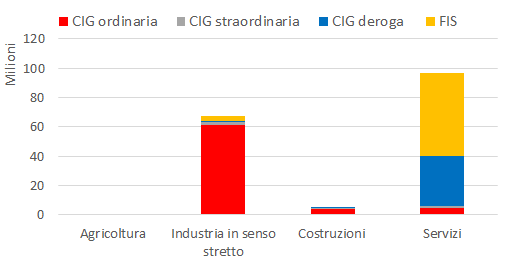 CIG ordinaria CIG straordinaria CIG deroga FIS
Milioni
120
100
80
60
40
20
0
Agricoltura Industria in senso stretto Costruzioni Servizi